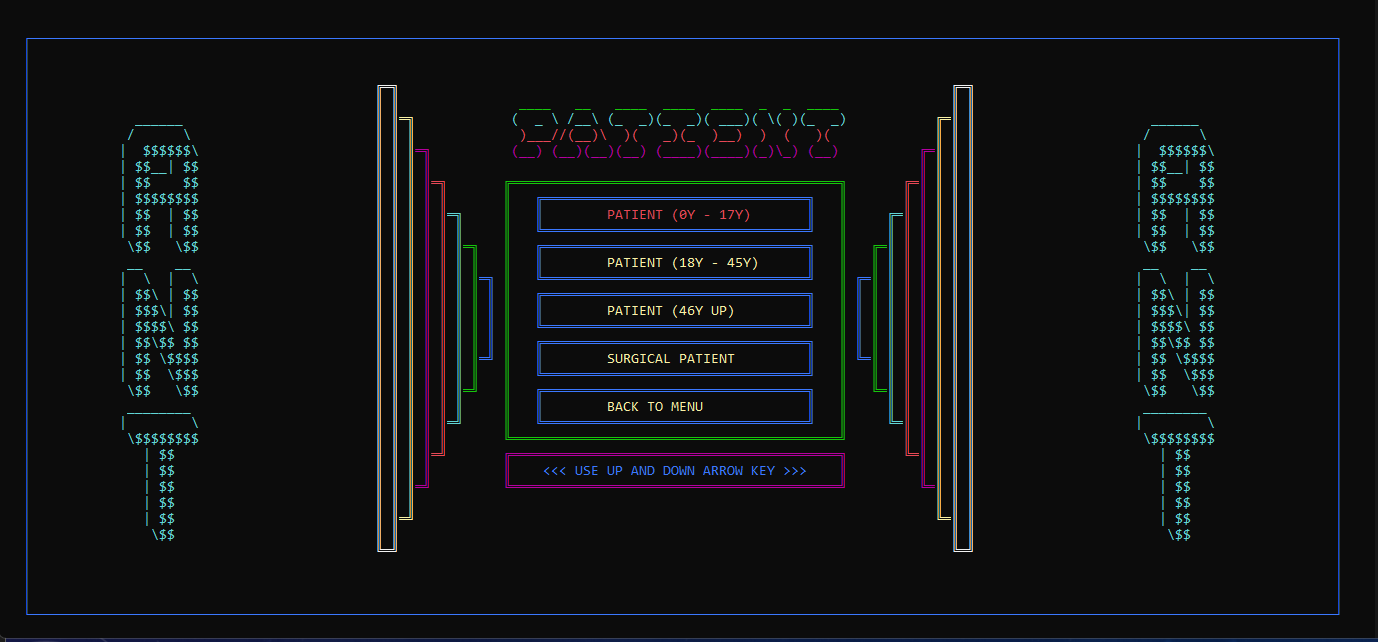 PATIENT
A
N
T
PATIENT (0Y - 17Y)
PATIENT (18Y - 45Y)
PATIENT (46Y UP)
SURGICAL PATIENT
BACK TO MENU
<<< USE UP AND DOWN ARROW KEY >>>
A
N
T